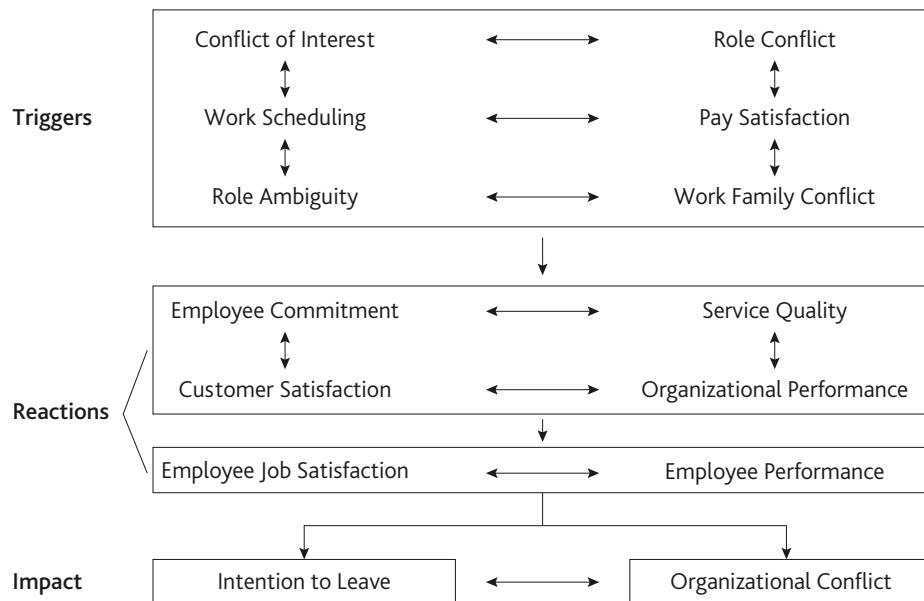 Conflict of Interest Role Conflict
Triggers Work Scheduling Pay Satisfaction
Role Ambiguity Work Family Conflict
Employee Commitment Service Quality
Customer Satisfaction Organizational Performance
Reactions
Employee Job Satisfaction Employee Performance
Impact Intention to Leave Organizational Conflict